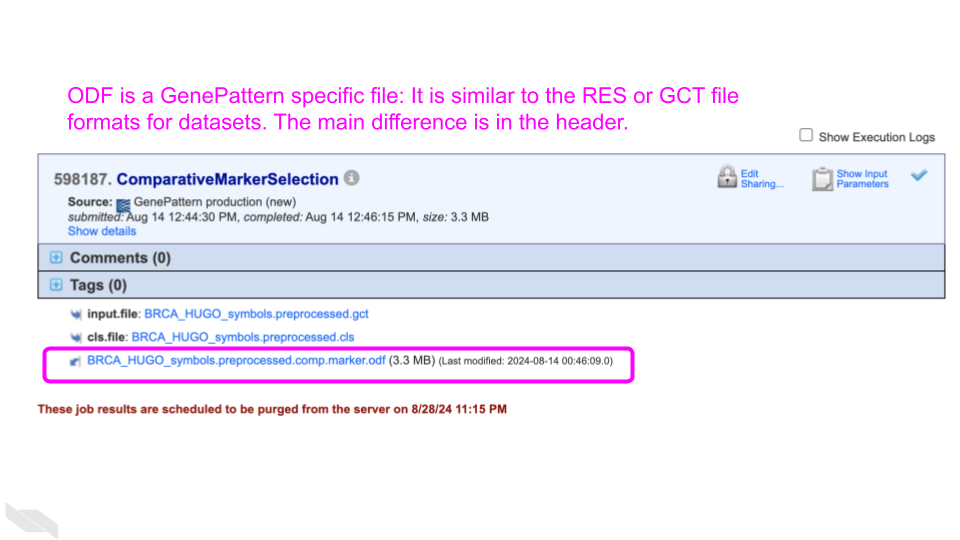 ODF is a GenePattern specific file: It is similar to the RES or GCT file
formats for datasets. The main difference is in the header.
Show Execution Logs
598187. ComparativeMarkerSelection
Edit Sharing...
Show Input Parameters
Source: GenePattern production (new)
submitted: Aug 14 12:44:30 PM, completed: Aug 14 12:46:15 PM, size: 3.3 MB
Show details
Comments (0)
Tags (0)
input.file: BRCA_HUGO_symbols.preprocessed.gct
cls.file: BRCA_HUGO_symbols.preprocessed.cls
BRCA_HUGO_symbols.preprocessed.comp.marker.odf (3.3 MB) (Last modified: 2024-08-14 00:46:09.0)
These job results are scheduled to be purged from the server on 8/28/24 11:15 PM